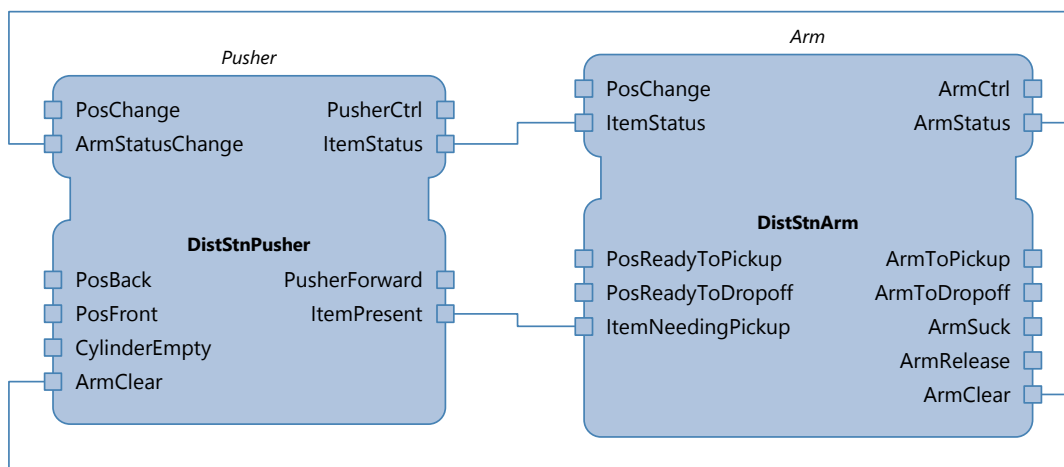 Pusher
PosChange
PusherCtrl
ArmStatusChange
ItemStatus
DistStnPusher
PosBack
PusherForward
PosFront
ItemPresent
CylinderEmpty
ArmClear
Arm
PosChange
ArmCtrl
ItemStatus
ArmStatus
DistStnArm
PosReadyToPickup
ArmToPickup
PosReadyToDropoff
ArmToDropoff
ItemNeedingPickup
ArmSuck
ArmRelease
ArmClear